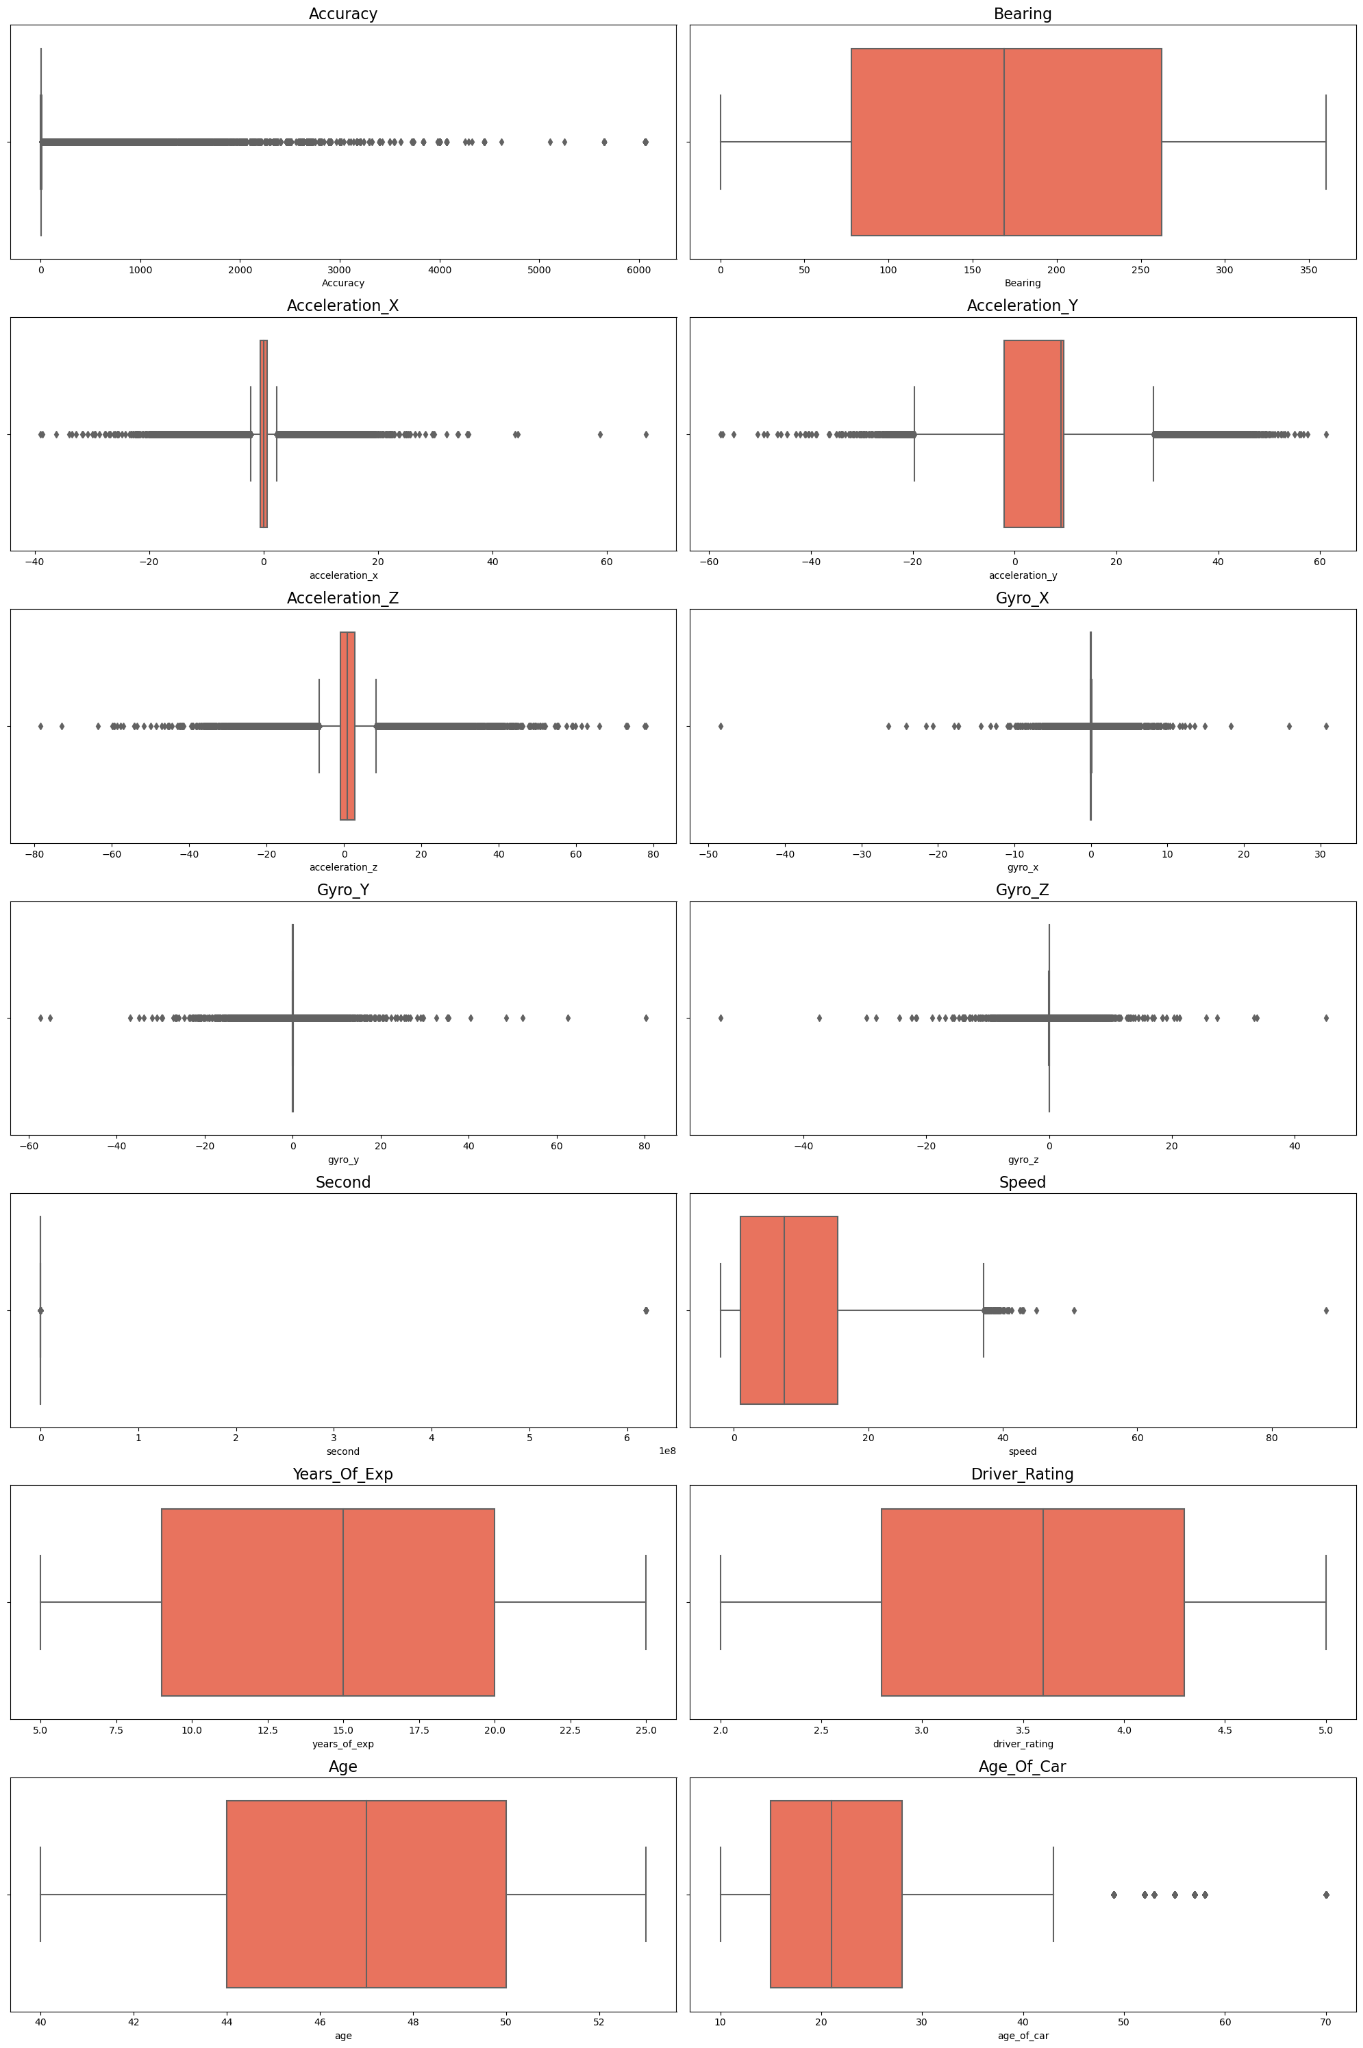 Accuracy
0 1000 2000 3000 4000 5000 6000
Accuracy
Bearing
0 50 100 150 200 250 300 350
Bearing
Acceleration_X
−40 −20 0 20 40 60
acceleration_x
Acceleration_Y
−60 −40 −20 0 20 40 60
acceleration_y
Acceleration_Z
−80 −60 −40 −20 0 20 40 60 80
acceleration_z
Gyro_X
−50 −40 −30 −20 −10 0 10 20 30
gyro_x
Gyro_Y
−60 −40 −20 0 20 40 60 80
gyro_y
Gyro_Z
−40 −20 0 20 40
gyro_z
Second
0 1 2 3 4 5 6
second
1e8
Speed
0 20 40 60 80
speed
Years_Of_Exp
5.0 7.5 10.0 12.5 15.0 17.5 20.0 22.5 25.0
years_of_exp
Driver_Rating
2.0 2.5 3.0 3.5 4.0 4.5 5.0
driver_rating
Age
40 42 44 46 48 50 52
age
Age_Of_Car
10 20 30 40 50 60 70
age_of_car